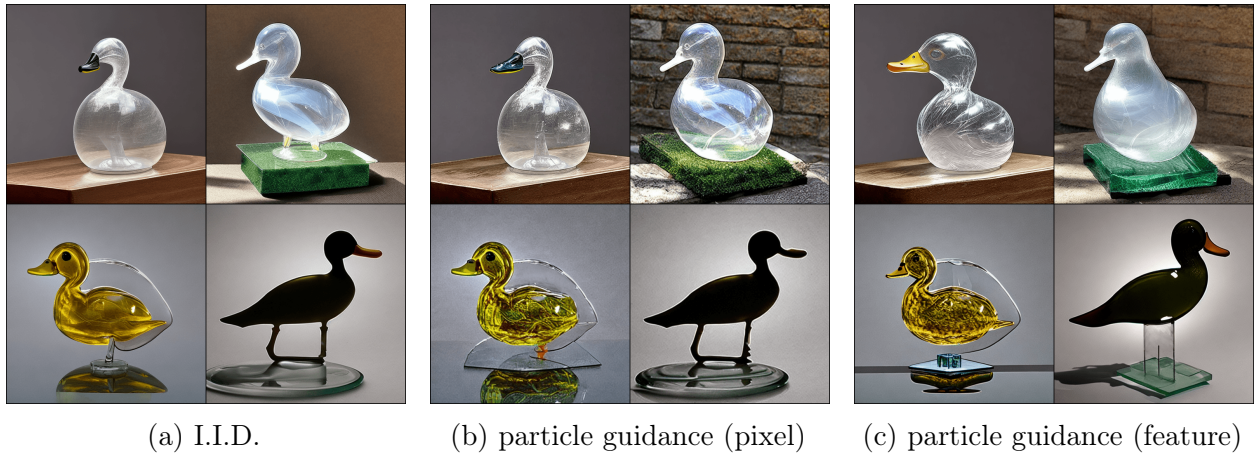 (a) I.I.D.
(b) particle guidance (pixel)
(c) particle guidance (feature)